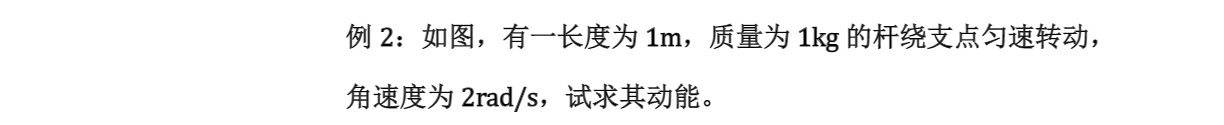 例 2：如图，有一长度为 1m，质量为 1kg 的杆绕支点匀速转动，
角速度为 2rad/s，试求其动能。